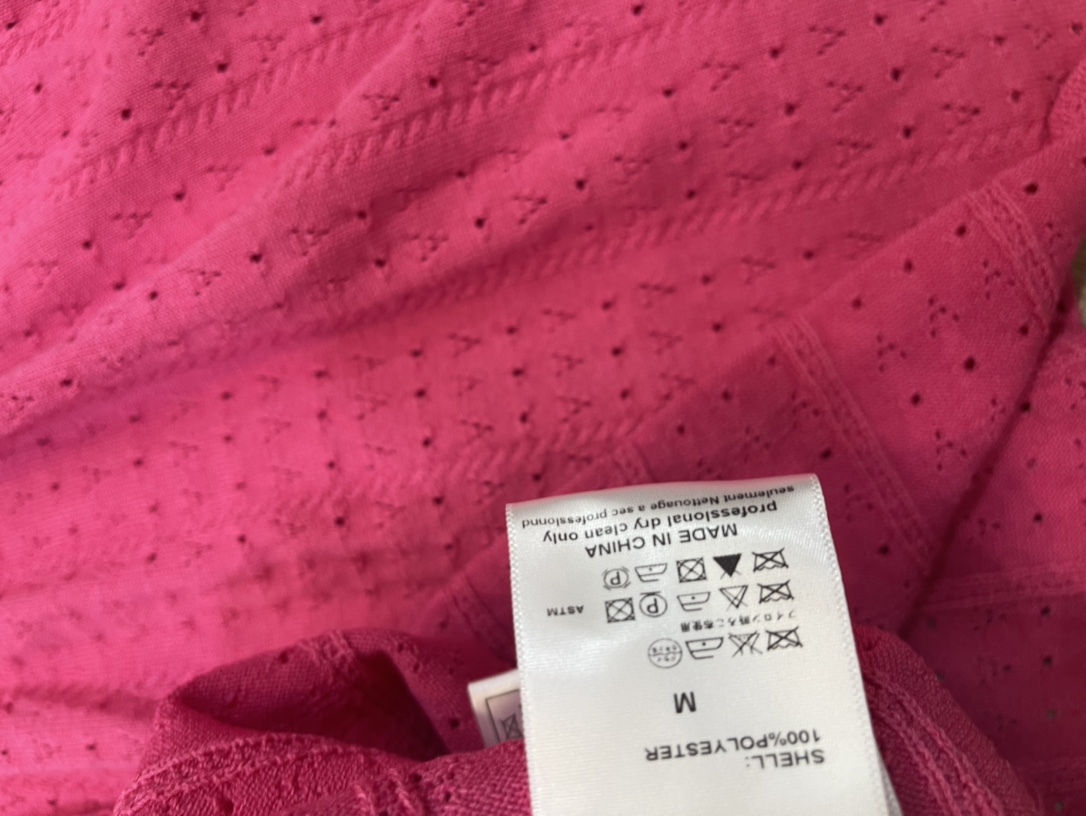 SHELL:
100%POLYESTER
M
ASTM
MADE IN CHINA
professional dry clean only
seulement Nettouage a sec professionnd